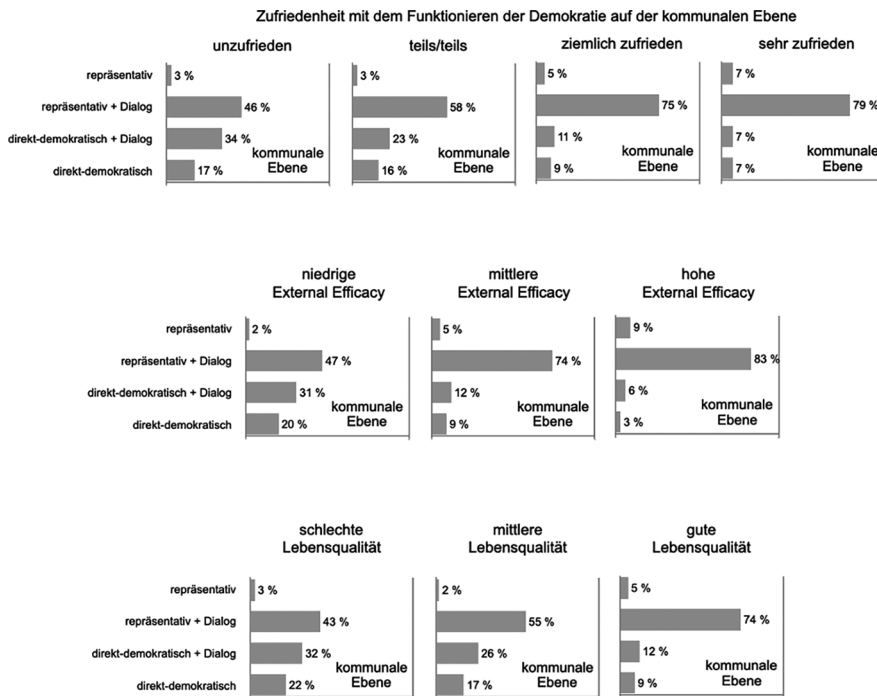 Zufriedenheit mit dem Funktionieren der Demokratie auf der kommunalen Ebene
unzufrieden teils/teils ziemlich zufrieden sehr zufrieden
repräsentativ 3 % 3 % 5 % 7 %
repräsentativ + Dialog 46 % 58 % 75 % 79 %
direkt-demokratisch + Dialog 34 % 23 % 11 % 7 %
kommunale kommunale kommunale kommunale
direkt-demokratisch 17 % 16 % 9 % 7 %
Ebene Ebene Ebene Ebene
niedrige mittlere hohe
External Efficacy External Efficacy External Efficacy
repräsentativ 2 % 5 % 9 %
repräsentativ + Dialog 47 % 74 % 83 %
direkt-demokratisch + Dialog 31 % 12 % 6 %
kommunale kommunale kommunale
Ebene Ebene Ebene
direkt-demokratisch 20 % 9 % 3 %
schlechte mittlere gute
Lebensqualität Lebensqualität Lebensqualität
repräsentativ 3 % 2 % 5 %
repräsentativ + Dialog 43 % 55 % 74 %
direkt-demokratisch + Dialog 32 % 26 % 12 %
kommunale kommunale kommunale
Ebene Ebene Ebene
direkt-demokratisch 22 % 17 % 9 %